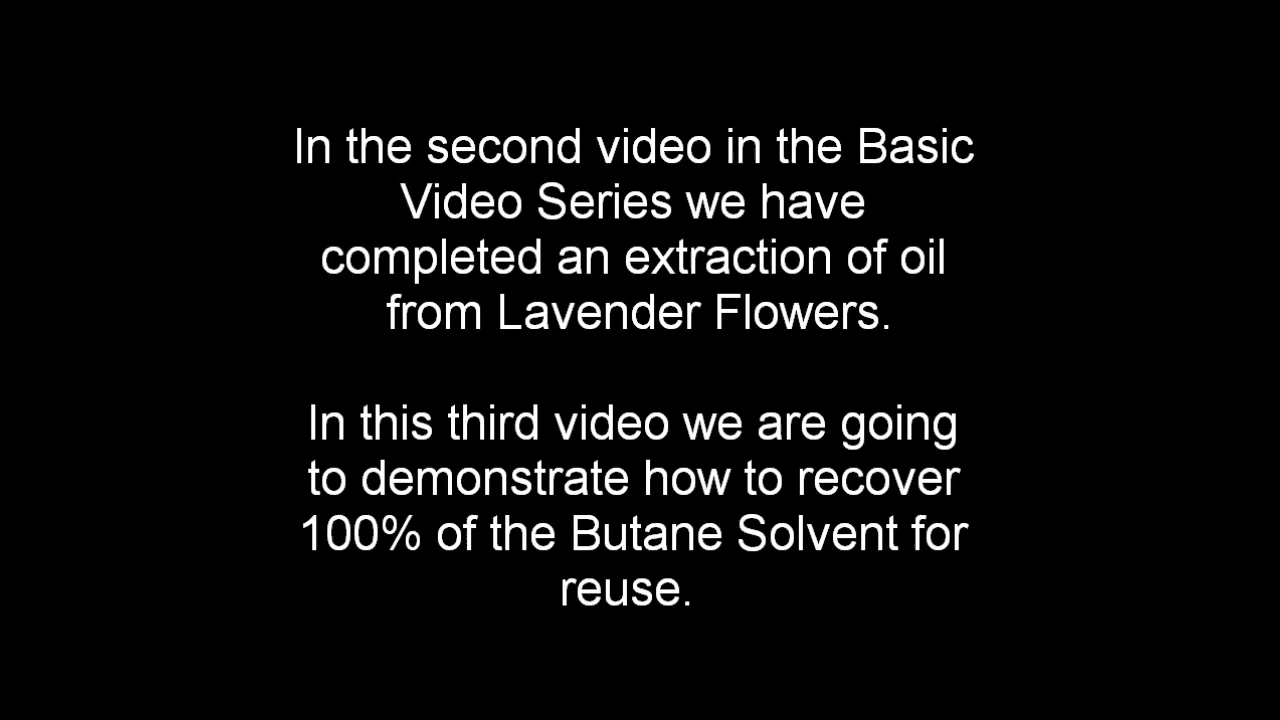 In the second video in the Basic
Video Series we have
completed an extraction of oil
from Lavender Flowers.
In this third video we are going
to demonstrate how to recover
100% of the Butane Solvent for
reuse.